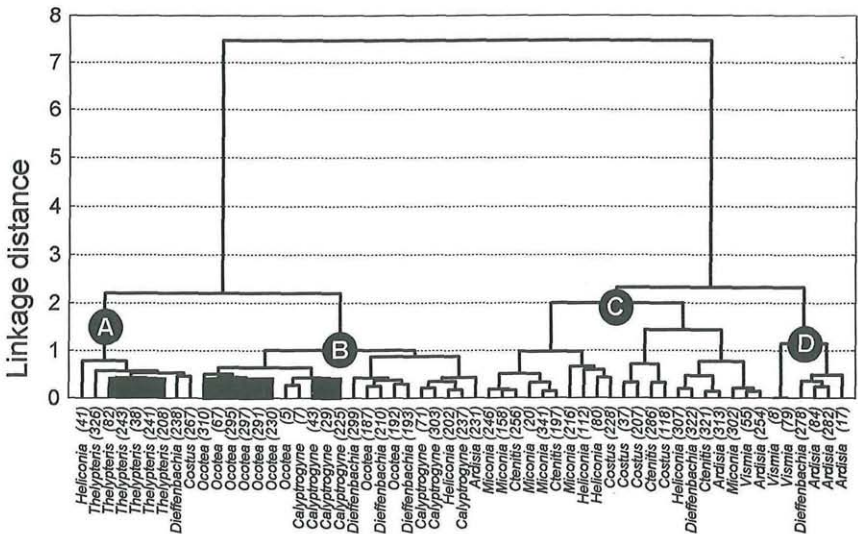 8
7
6
5
4
3
2
1
0
Linkage distance
A
B
C
D
Heliconia (41)
Thelypteris (326)
Thelypteris (82)
Thelypteris (243)
Thelypteris (38)
Thelypteris (241)
Thelypteris (208)
Dieffenbachia (238)
Costus (267)
Ocotea (310)
Ocotea (67)
Ocotea (295)
Ocotea (297)
Ocotea (291)
Ocotea (230)
Ocotea (5)
Calyptrogyne (7)
Calyptrogyne (43)
Calyptrogyne (29)
Calyptrogyne (225)
Dieffenbachia (299)
Ocotea (187)
Dieffenbachia (210)
Ocotea (192)
Dieffenbachia (193)
Calyptrogyne (1)
Calyptrogyne (303)
Heliconia (202)
Calyptrogyne (237)
Ardisia (231)
Miconia (246)
Miconia (158)
Ctenitis (256)
Miconia (20)
Miconia (341)
Ctenitis (197)
Miconia (216)
Heliconia (112)
Heliconia (80)
Costus (228)
Costus (37)
Costus (207)
Ctenitis (286)
Costus (118)
Heliconia (307)
Dieffenbachia (322)
Ctenitis (321)
Ardisia (313)
Miconia (302)
Vismia (55)
Ardisia (254)
Vismia (8)
Vismia (79)
Dieffenbachia (278)
Ardisia (84)
Ardisia (282)
Ardisia (17)